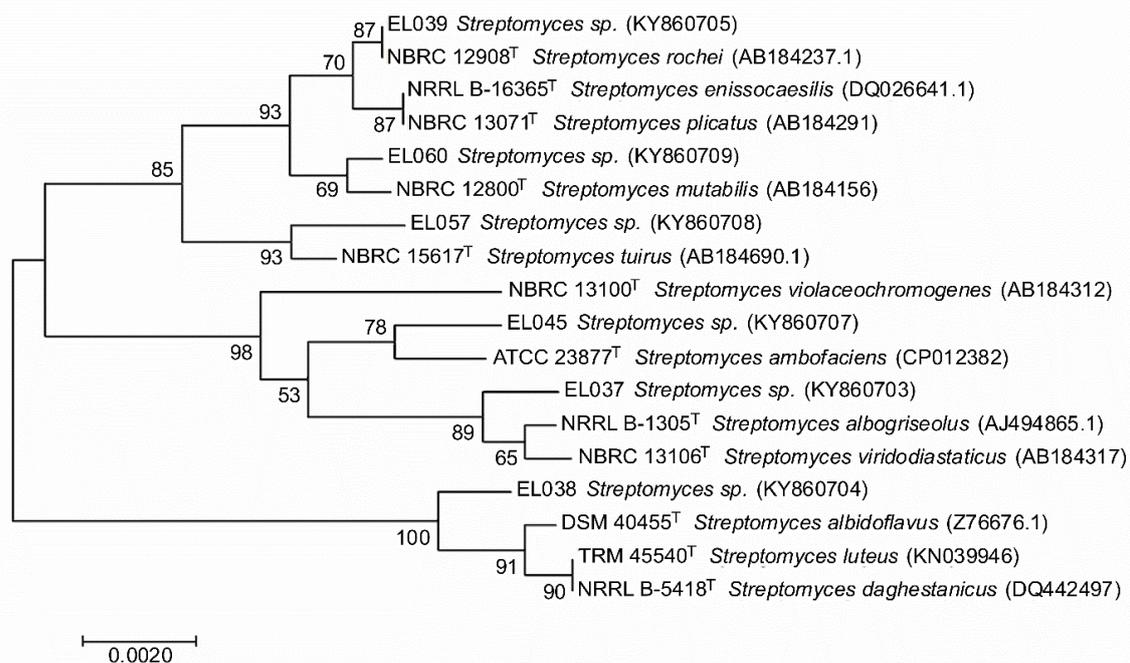 87 EL039 Streptomyces sp. (KY860705)
NBRC 12908T Streptomyces rochei (AB184237.1)
70
NRRL B-16365T Streptomyces enissocaesilis (DQ026641.1)
93
87 NBRC 13071T Streptomyces plicatus (AB184291)
EL060 Streptomyces sp. (KY860709)
85
69 NBRC 12800T Streptomyces mutabilis (AB184156)
EL057 Streptomyces sp. (KY860708)
93 NBRC 15617T Streptomyces tuirus (AB184690.1)
NBRC 13100T Streptomyces violaceochromogenes (AB184312)
78 EL045 Streptomyces sp. (KY860707)
98 ATCC 23877T Streptomyces ambofaciens (CP012382)
53 EL037 Streptomyces sp. (KY860703)
89 NRRL B-1305T Streptomyces albogriseolus (AJ494865.1)
65 NBRC 13106T Streptomyces viridodiastaticus (AB184317)
EL038 Streptomyces sp. (KY860704)
100 DSM 40455T Streptomyces albidoflavus (Z76676.1)
91 TRM 45540T Streptomyces luteus (KN039946)
90 NRRL B-5418T Streptomyces daghestanicus (DQ442497)
0.0020